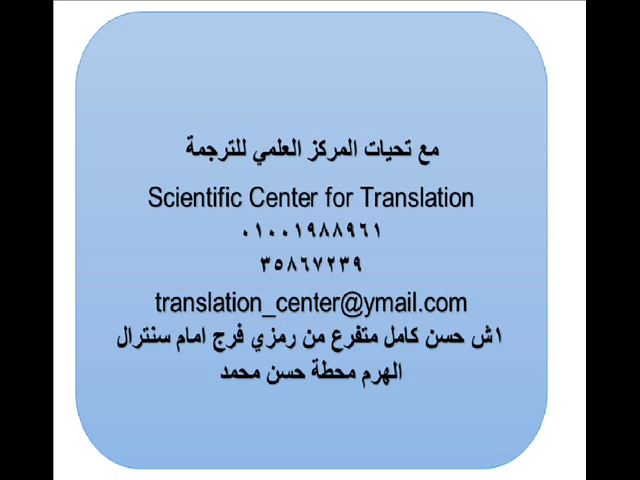 مع تحيات المركز العلمي للترجمة
Scientific Center for Translation
٠١٠٠١٩٨٨٩٦١
٣٥٨٦٧٢٣٩
translation_center@ymail.com
١ش حسن كامل متفرع من رمزي فرج امام سنترال
الهرم محطة حسن محمد